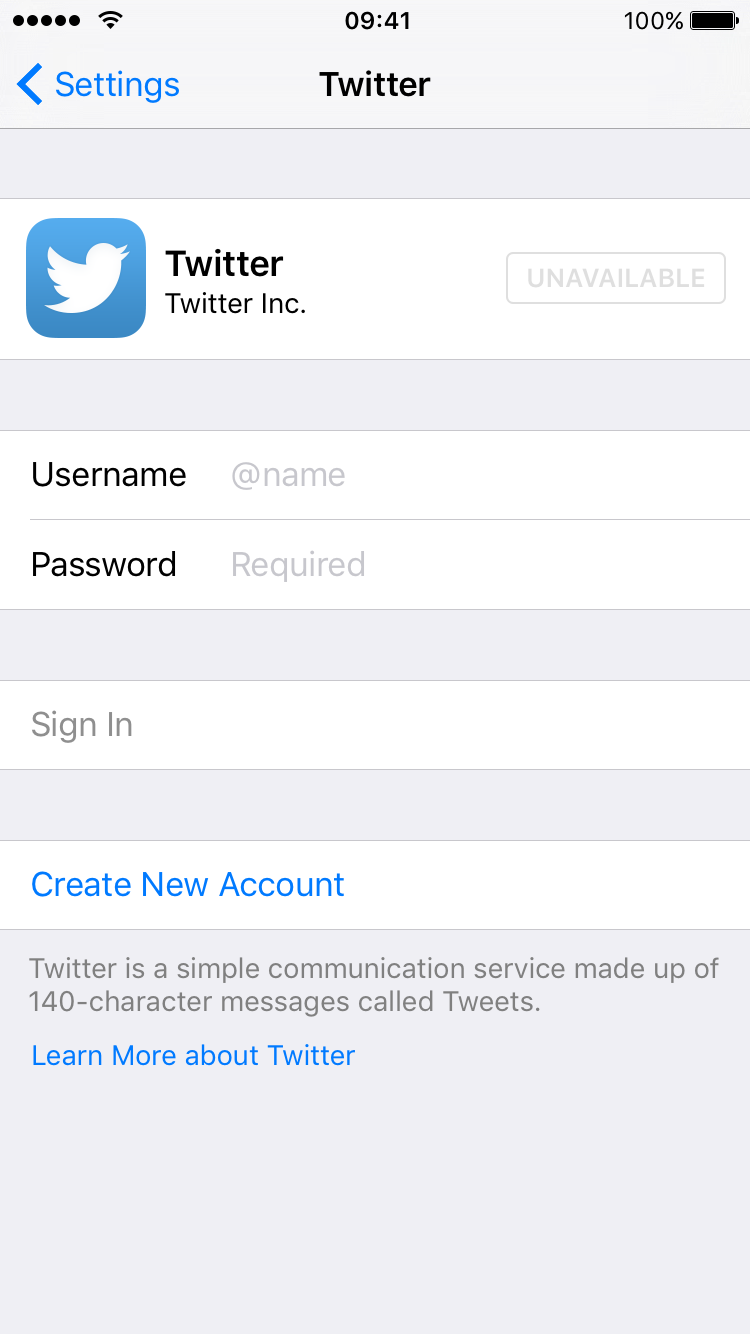 09:41
100%
Settings
Twitter
Twitter
Twitter Inc.
UNAVAILABLE
Username @name
Password Required
Sign In
Create New Account
Twitter is a simple communication service made up of
140-character messages called Tweets.
Learn More about Twitter